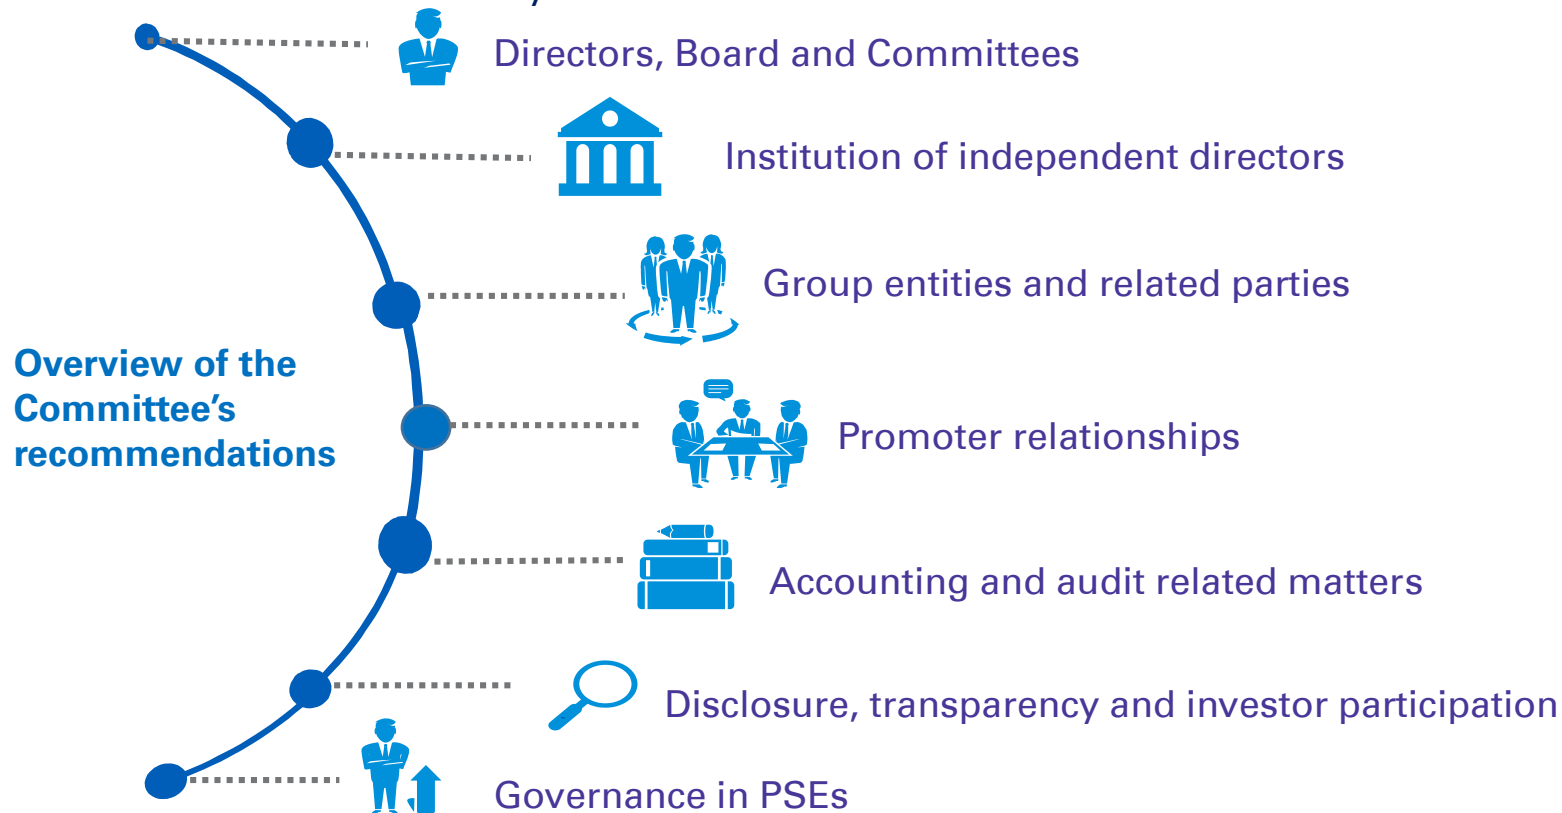 Directors, Board and Committees
Institution of independent directors
Group entities and related parties
Overview of the
Committee’s
recommendations
Promoter relationships
Accounting and audit related matters
Disclosure, transparency and investor participation
Governance in PSEs